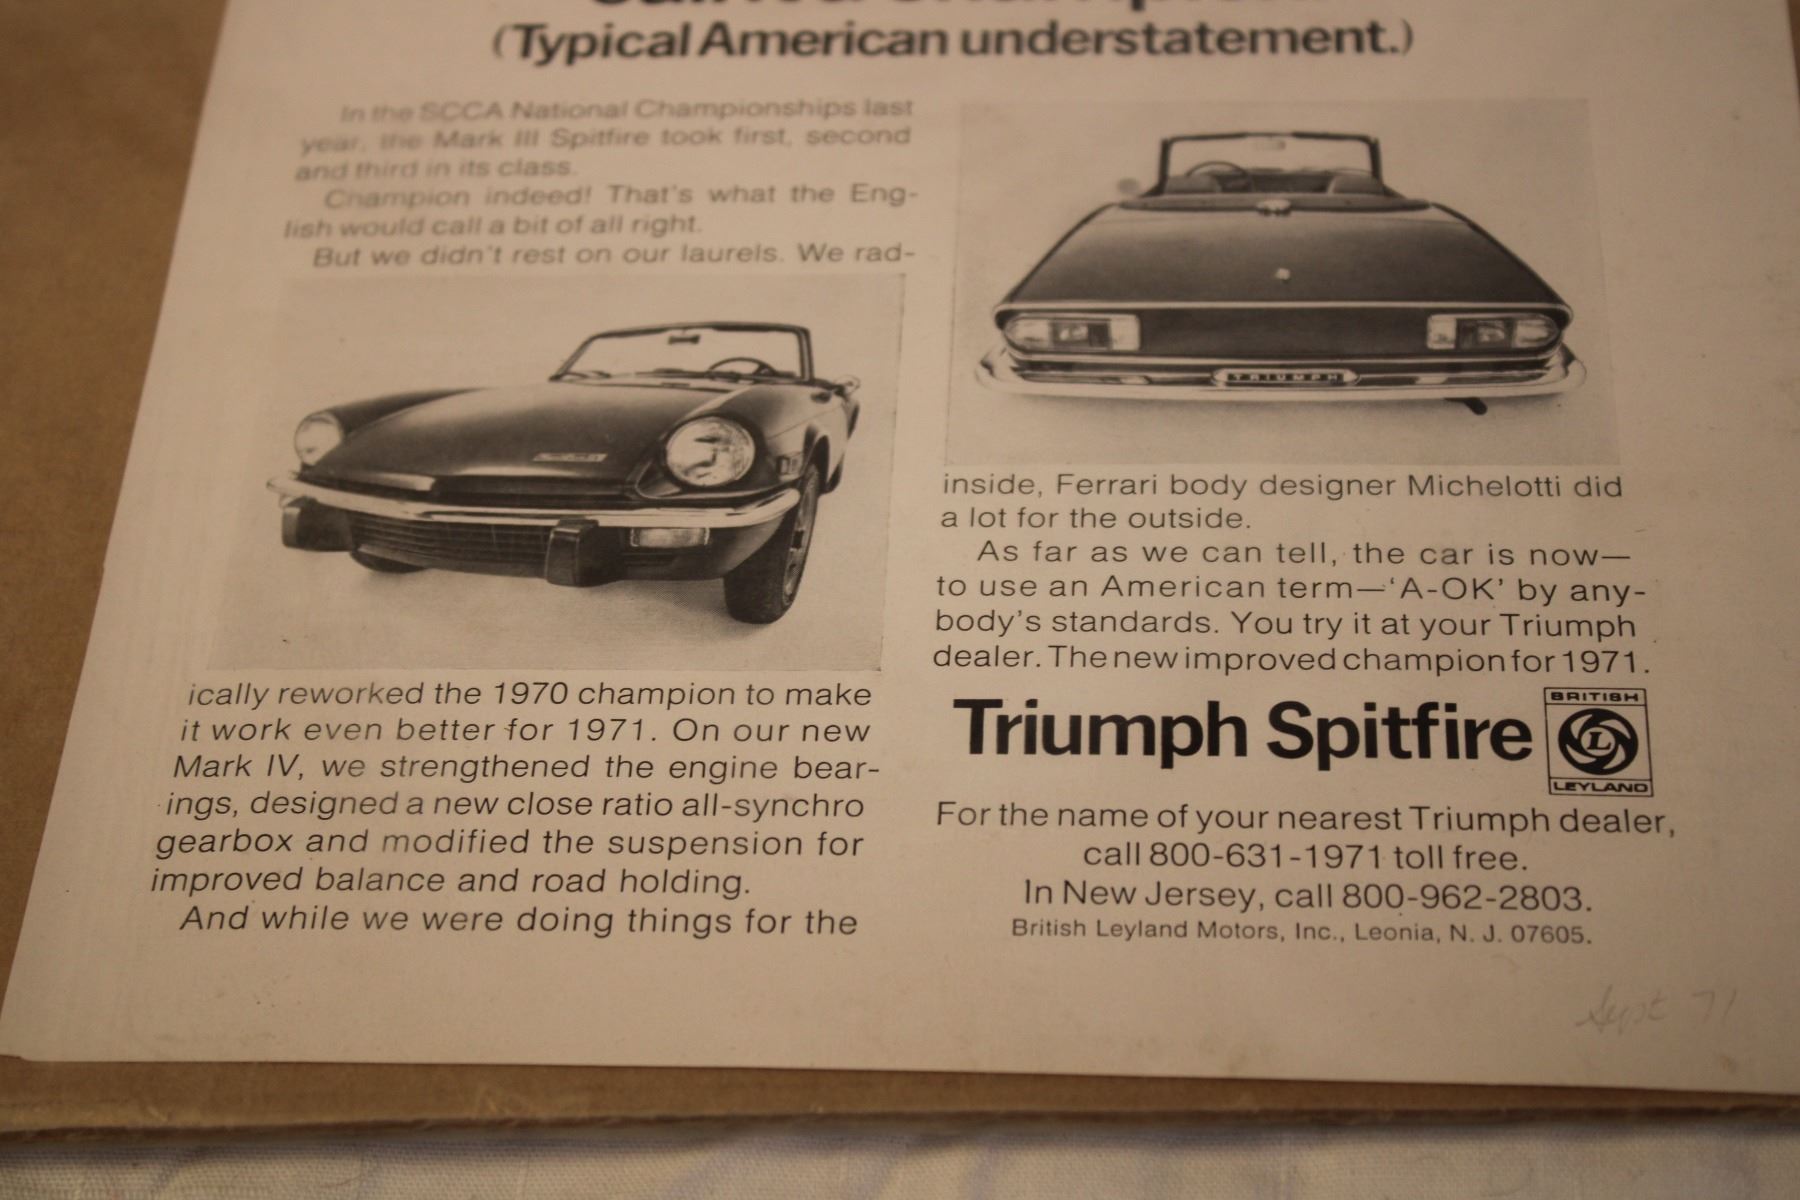 (Typical American understatement.)
In the SCCA National Championships last
year, the Mark III Spitfire took first, second
and third in its class.
Champion indeed! That's what the Eng-
lish would call a bit of all right.
But we didn't rest on our laurels. We rad-
ically reworked the 1970 champion to make
it work even better for 1971. On our new
Mark IV, we strengthened the engine bear-
ings, designed a new close ratio all-synchro
gearbox and modified the suspension for
improved balance and road holding.
And while we were doing things for the
TRIUMPH
inside, Ferrari body designer Michelotti did
a lot for the outside.
As far as we can tell, the car is now—
to use an American term—'A-OK' by any-
body's standards. You try it at your Triumph
dealer. The new improved champion for 1971.
Triumph Spitfire
BRITISH
L
LEYLAND
For the name of your nearest Triumph dealer,
call 800-631-1971 toll free.
In New Jersey, call 800-962-2803.
British Leyland Motors, Inc., Leonia, N. J. 07605.
Sept 71